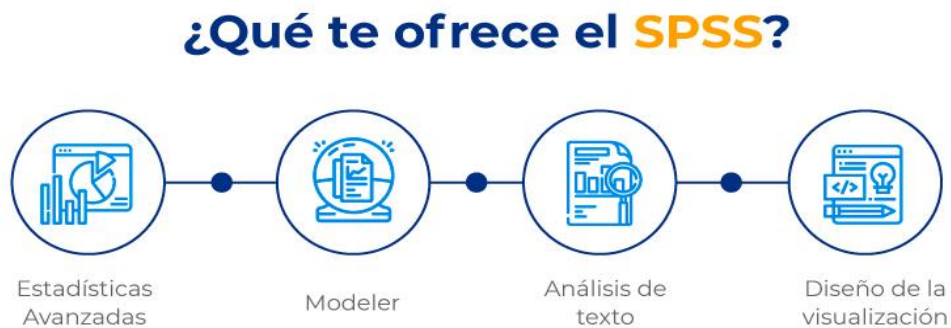 ¿Qué te ofrece el SPSS?
</>
Estadísticas
Avanzadas
Modeler
Análisis de
texto
Diseño de la
visualización